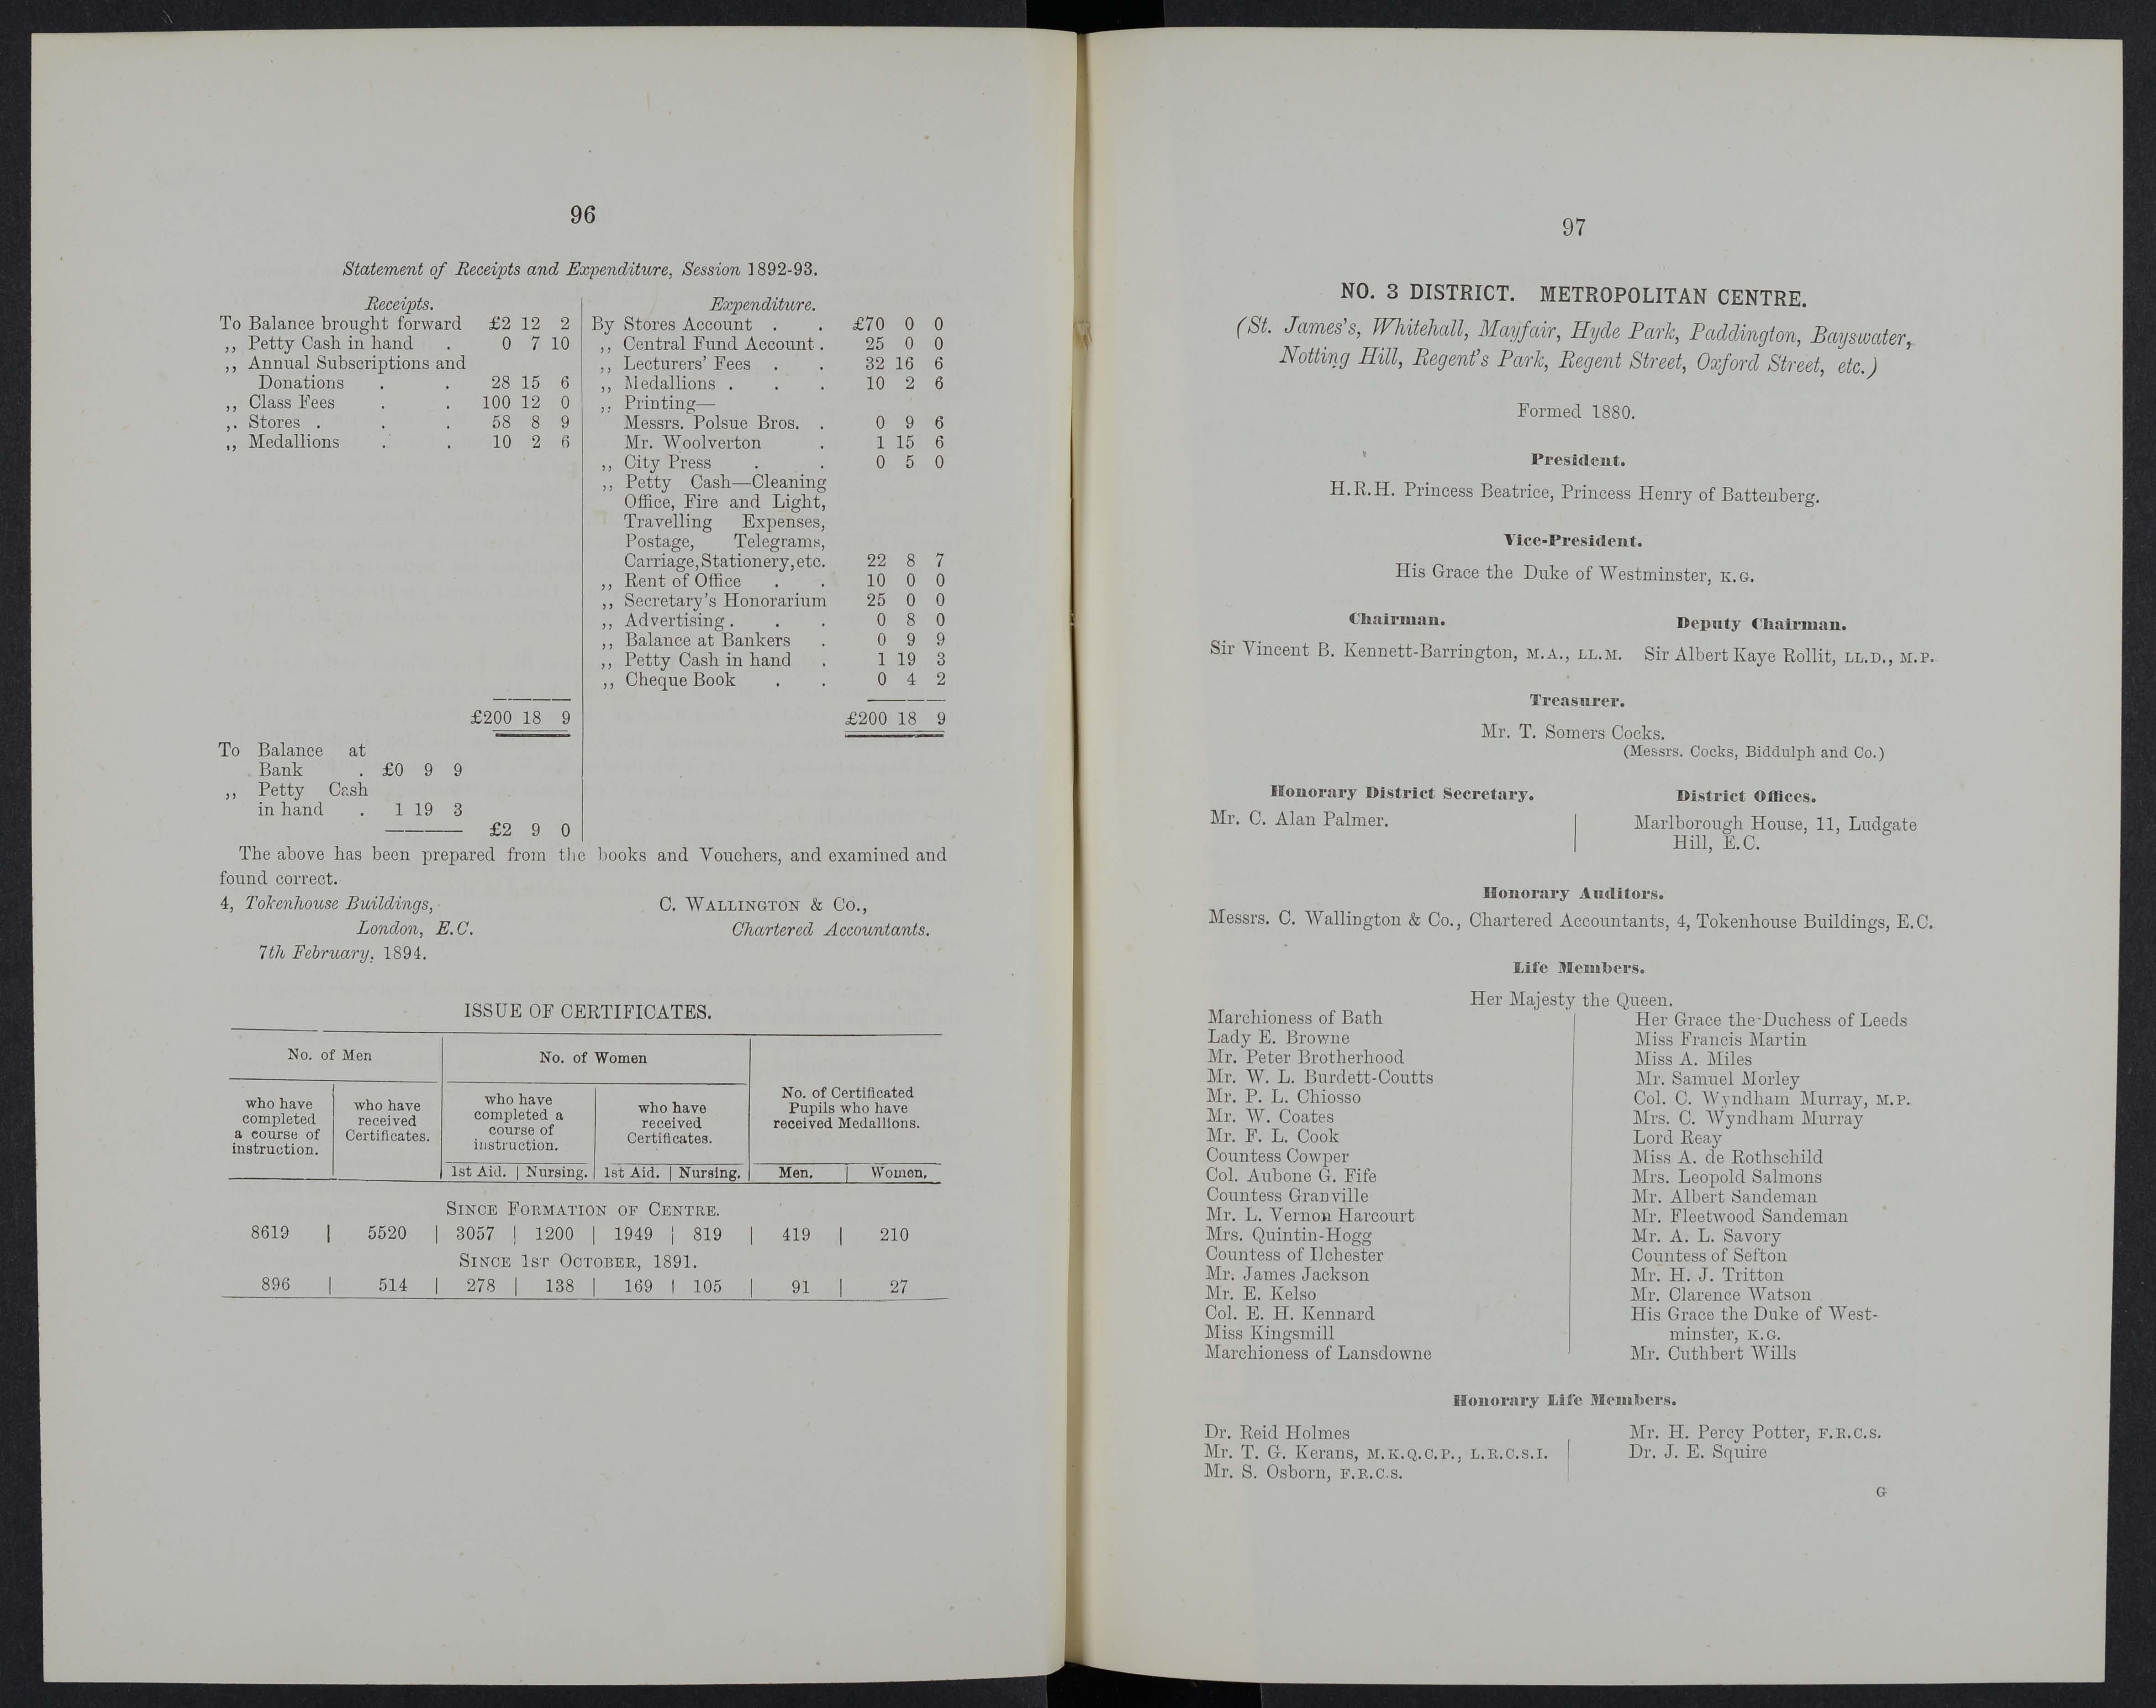 96
Statement of Receipts and Expenditure, Session 1892-93.
Receipts.
To Balance brought forward £2 12 2
,, Petty Cash in hand . 0 7 10
,, Annual Subscriptions and
Donations . . 28 15 6
,, Class Fees . . 100 12 0
,. Stores . . . 58 8 9
,, Medallions . . 10 2 6
£200 18 9
To Balance at
Bank . £0 9 9
,, Petty Cash
in hand . 1 19 3
£2 9 0
Expenditure.
By Stores Account . . £70 0 0
,, Central Fund Account . 25 0 0
,, Lecturers' Fees . . 32 16 6
,, Medallions . . . 10 2 6
,, Printing—
Messrs. Polsue Bros. . 0 9 6
Mr. Woolverton . 1 15 6
,, City Press . . 0 5 0
,, Petty Cash—Cleaning
Office, Fire and Light,
Travelling Expenses,
Postage, Telegrams,
Carriage, Stationery, etc. 22 8 7
,, Rent of Office . . 10 0 0
,, Secretary's Honorarium 25 0 0
,, Advertising . . . 0 8 0
,, Balance at Bankers . 0 9 9
,, Petty Cash in hand . 1 19 3
,, Cheque Book . . 0 4 2
£200 18 9
The above has been prepared from the books and Vouchers, and examined and
found correct.
4, Tokenhouse Buildings, C. WALLINGTON & CO.,
London, E.C. Chartered Accountants.
7th February, 1894.
ISSUE OF CERTIFICATES.
No. of Men
No. of Women
No. of Certificated
Pupils who have
received Medallions.
who have
completed
a course of
instruction.
who have
received
Certificates.
who have
completed a
course of
instruction.
who have
received
Certificates.
1st Aid. | Nursing. | 1st Aid. | Nursing. | Men. | Women.
SINCE FORMATION OF CENTRE.
8619 | 5520 | 3057 | 1200 | 1949 | 819 | 419 | 210
SINCE 1ST OCTOBER, 1891.
896 | 514 | 278 | 138 | 169 | 105 | 91 | 27
97
NO. 3 DISTRICT. METROPOLITAN CENTRE.
(St. James's, Whitehall, Mayfair, Hyde Park, Paddington, Bayswater,
Notting Hill, Regent's Park, Regent Street, Oxford Street, etc.)
Formed 1880.
President.
H.R.H. Princess Beatrice, Princess Henry of Battenberg.
Vice-President.
His Grace the Duke of Westminster, K.G.
Chairman.
Sir Vincent B. Kennett-Barrington, M.A., LL.M.
Deputy Chairman.
Sir Albert Kaye Rollit, LL.D., M.P.
Treasurer.
Mr. T. Somers Cocks.
(Messrs. Cocks, Biddulph and Co.)
Honorary District Secretary.
Mr. C. Alan Palmer.
District Offices.
Marlborough House, 11, Ludgate
Hill, E.C.
Honorary Auditors.
Messrs. C. Wallington & Co., Chartered Accountants, 4, Tokenhouse Buildings, E.C.
Life Members.
Her Majesty the Queen.
Marchioness of Bath
Lady E. Browne
Mr. Peter Brotherhood
Mr. W. L. Burdett-Coutts
Mr. P. L. Chiosso
Mr. W. Coates
Mr. F. L. Cook
Countess Cowper
Col. Aubone G. Fife
Countess Granville
Mr. L. Vernon Harcourt
Mrs. Quintin-Hogg
Countess of Ilchester
Mr. James Jackson
Mr. E. Kelso
Col. E. H. Kennard
Miss Kingsmill
Marchioness of Lansdowne
Her Grace the Duchess of Leeds
Miss Francis Martin
Miss A. Miles
Mr. Samuel Morley
Col. C. Wyndham Murray, M.P.
Mrs. C. Wyndham Murray
Lord Reay
Miss A. de Rothschild
Mrs. Leopold Salmons
Mr. Albert Sandeman
Mr. Fleetwood Sandeman
Mr. A. L. Savory
Countess of Sefton
Mr. H. J. Tritton
Mr. Clarence Watson
His Grace the Duke of West-
minster, K.G.
Mr. Cuthbert Wills
Honorary Life Members.
Dr. Reid Holmes
Mr. T. G. Kerans, M.K.Q.C.P., L.R.C.S.I.
Mr. S. Osborn, F.R.C.S.
Mr. H. Percy Potter, F.R.C.S.
Dr. J. E. Squire
G